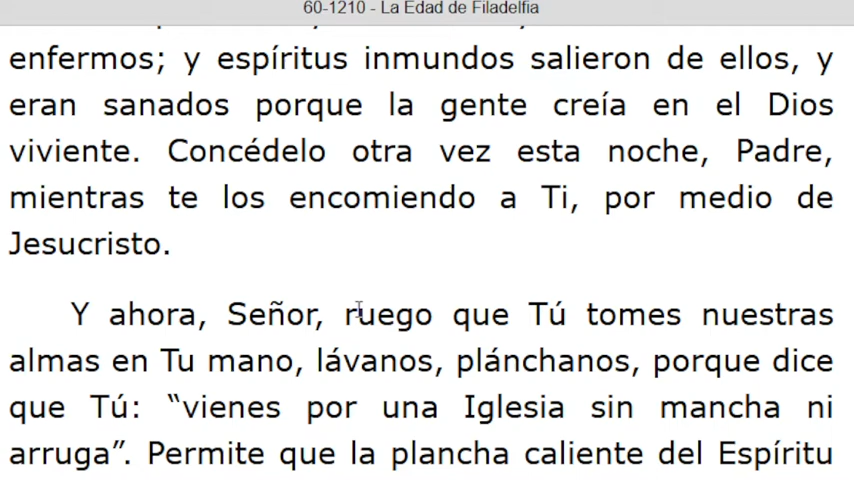 60-1210 - La Edad de Filadelfia
enfermos; y espíritus inmundos salieron de ellos, y
eran sanados porque la gente creía en el Dios
viviente. Concédelo otra vez esta noche, Padre,
mientras te los encomiendo a Ti, por medio de
Jesucristo.
Y ahora, Señor, ruego que Tú tomes nuestras
almas en Tu mano, lávanos, plánchanos, porque dice
que Tú: “vienes por una Iglesia sin mancha ni
arruga”. Permite que la plancha caliente del Espíritu